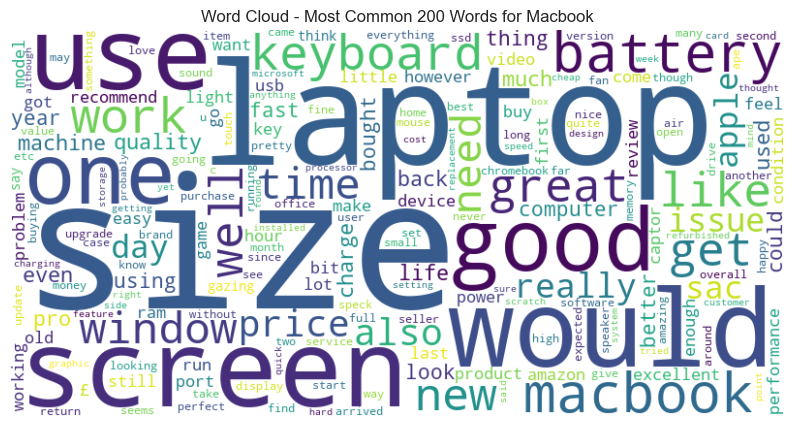 Word Cloud - Most Common 200 Words for Macbook
model
although
may
something
love
came
think
everything
ssd
version
many
card
second
item
sound
want
thing
battery
use
laptop
keyboard
little
however
video
come
week
though
ape
thought
got
microsoft
anything
usb
much
cheap
fan
apple
feel
year
recommend
light
go
u
fine
box
value
touch
fast
buy
best
nice
quite
design
air
open
mind
work
bought
home
mouse
cost
long
first
review
used
machine
quality
key
pretty
speed
say
etc
going
c
processor
need
chromebook
far
drive
another
condition
one
well
running
found
time
back
replacement
great
memory
like
problem
storage
probably
yet
purchase
office
device
computer
issue
buying
getting
easy
game
make
never
captor
could
upgrade
brand
day
hour
user
set
size
good
get
refurbished
happy
charging
case
month
charger
small
know
since
bit
life
really
sure
overall
even
using
see
gazing
lot
setting
power
scratch
software
sac
customer
update
money
right
ram
without
speck
would
expected
speaker
system
better
enough
amazing
around
performance
pro
side
window
price
also
feature
full
seller
high
tried
old
two
service
last
working
graphic
looking
run
quick
look
product
amazon
give
excellent
screen
still
port
display
start
way
new
said
macbook
point
f
take
return
seems
perfect
find
hard
arrived